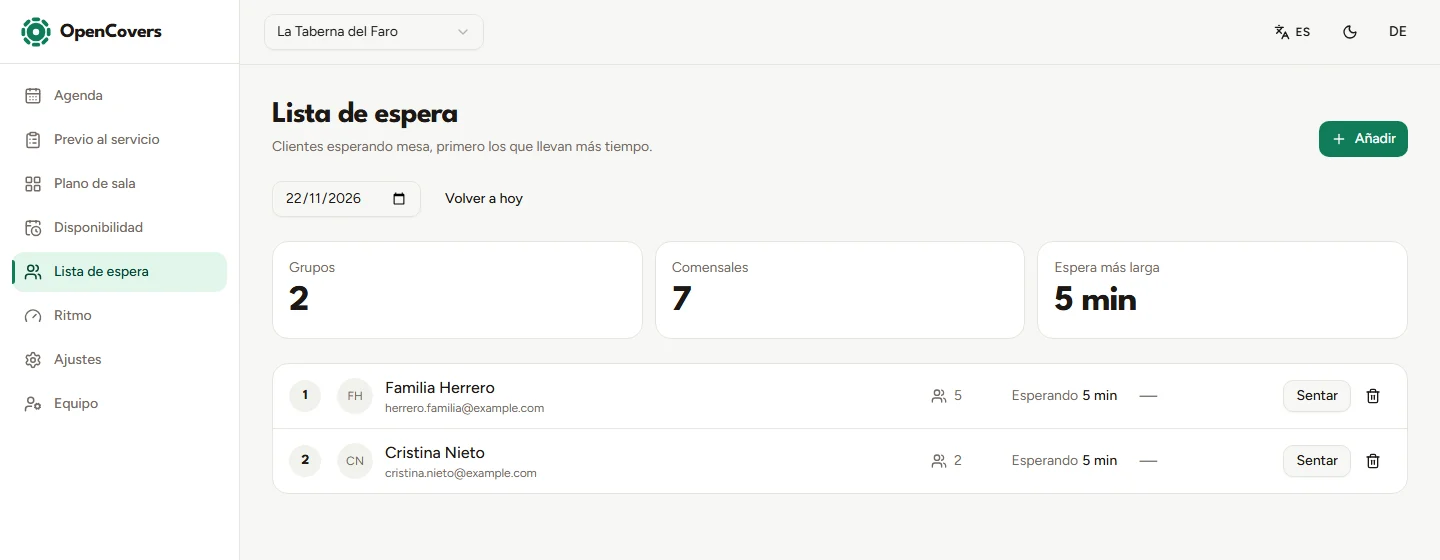 OpenCovers
La Taberna del Faro
ES
DE
Agenda
Previo al servicio
Plano de sala
Disponibilidad
Lista de espera
Ritmo
Ajustes
Equipo
Lista de espera
Clientes esperando mesa, primero los que llevan más tiempo.
Añadir
22/11/2026
Volver a hoy
Grupos
2
Comensales
7
Espera más larga
5 min
1
FH
Familia Herrero
herrero.familia@example.com
5
Esperando 5 min
—
Sentar
2
CN
Cristina Nieto
cristina.nieto@example.com
2
Esperando 5 min
—
Sentar